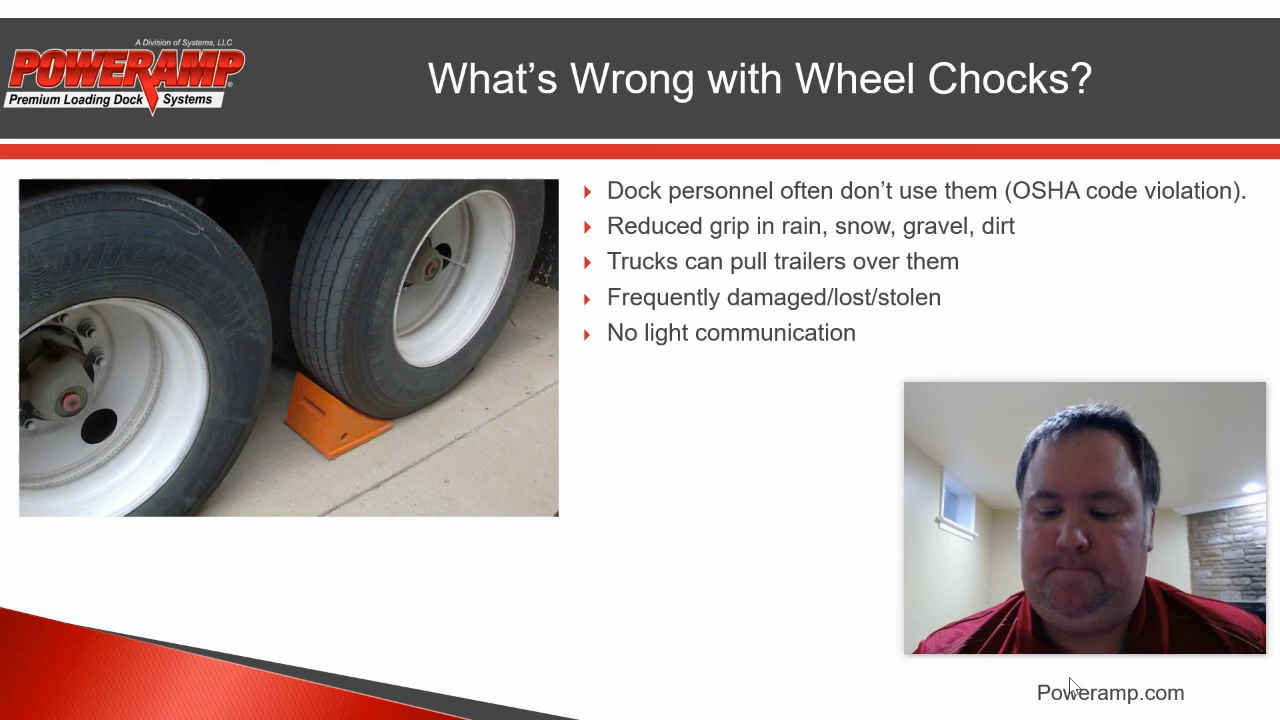 A Division of Systems, LLC
POWERAMP®
Premium Loading Dock Systems
What's Wrong with Wheel Chocks?
Dock personnel often don't use them (OSHA code violation).
Reduced grip in rain, snow, gravel, dirt
Trucks can pull trailers over them
Frequently damaged/lost/stolen
No light communication
MICHELIN
Poweramp.com